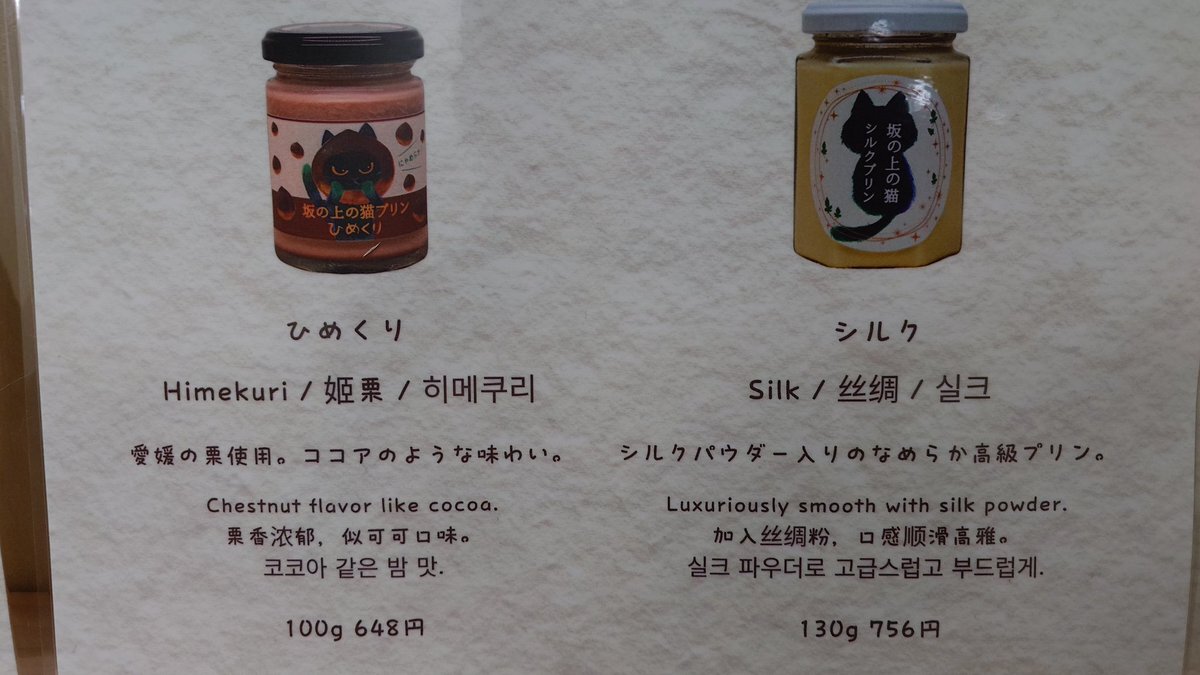 にゃめらか
坂の上の猫プリン
ひめくり
坂の上の猫
シルクプリン
ひめくり
Himekuri / 姬栗 / 히메쿠리
愛媛の栗使用。ココアのような味わい。
Chestnut flavor like cocoa.
栗香浓郁，似可可口味。
코코아 같은 밤 맛.
100g 648円
シルク
Silk / 丝绸 / 실크
シルクパウダー入りのなめらか高級プリン。
Luxuriously smooth with silk powder.
加入丝绸粉，口感顺滑高雅。
실크 파우더로 고급스럽고 부드럽게.
130g 756円